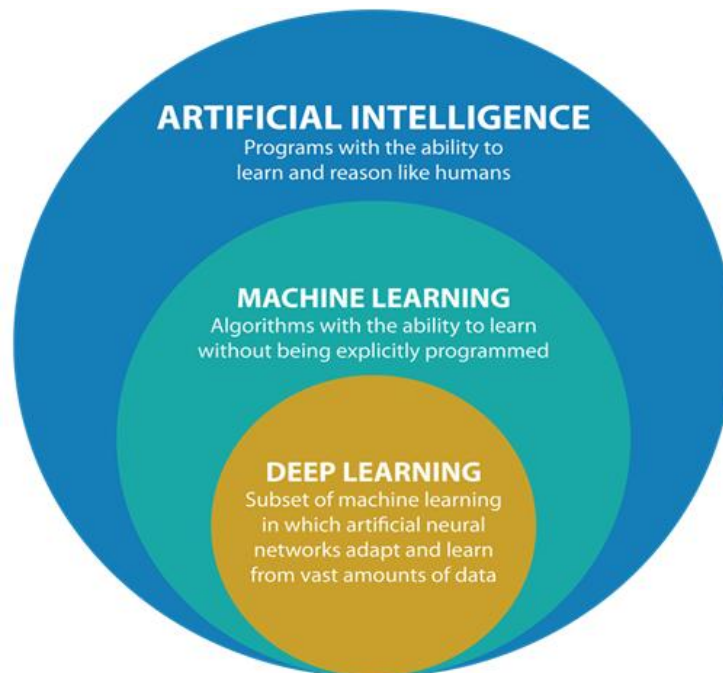 ARTIFICIAL INTELLIGENCE
Programs with the ability to
learn and reason like humans
MACHINE LEARNING
Algorithms with the ability to learn
without being explicitly programmed
DEEP LEARNING
Subset of machine learning
in which artificial neural
networks adapt and learn
from vast amounts of data